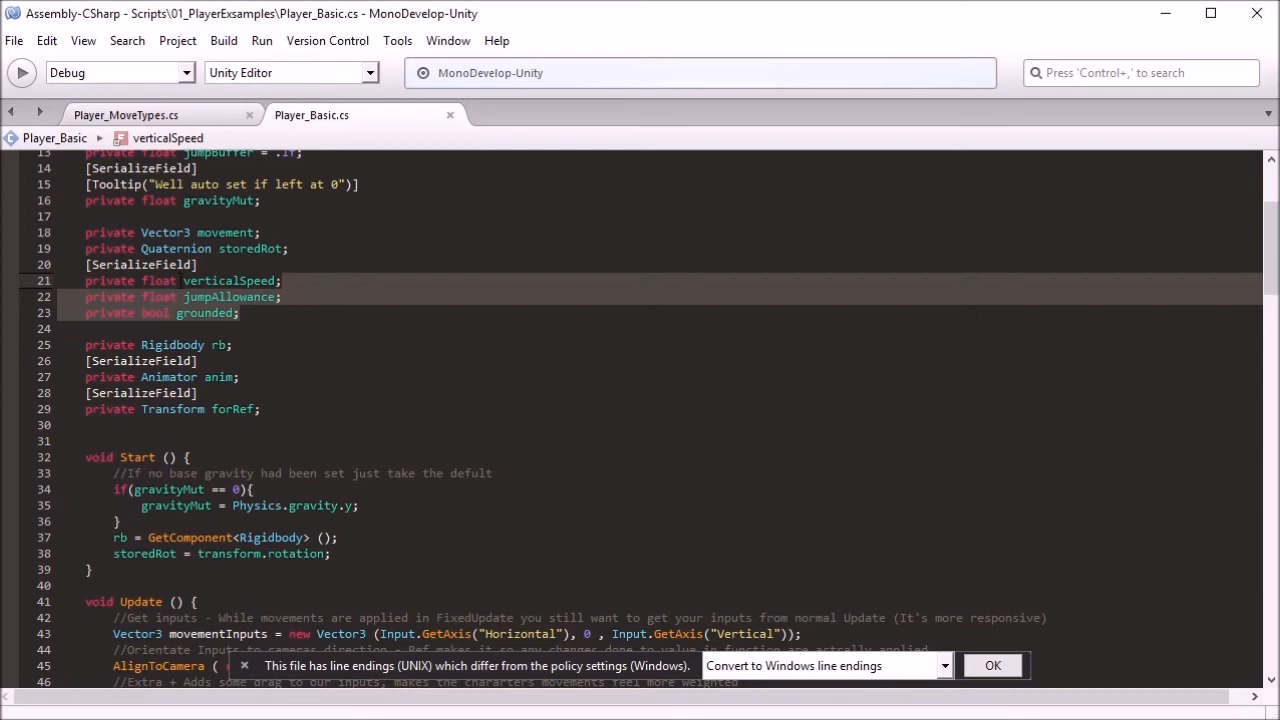 Assembly-CSharp - Scripts\01_PlayerExsamples\Player_Basic.cs - MonoDevelop-Unity
File Edit View Search Project Build Run Version Control Tools Window Help
Debug Unity Editor MonoDevelop-Unity Press 'Control+,' to search
Player_MoveTypes.cs Player_Basic.cs
Player_Basic verticalSpeed
13 private float jumpBuffer = .1f;
14 [SerializeField]
15 [Tooltip("Well auto set if left at 0")]
16 private float gravityMut;
17
18 private Vector3 movement;
19 private Quaternion storedRot;
20 [SerializeField]
21 private float verticalSpeed;
22 private float jumpAllowance;
23 private bool grounded;
24
25 private Rigidbody rb;
26 [SerializeField]
27 private Animator anim;
28 [SerializeField]
29 private Transform forRef;
30
31
32 void Start () {
33 //If no base gravity had been set just take the defult
34 if(gravityMut == 0){
35 gravityMut = Physics.gravity.y;
36 }
37 rb = GetComponent<Rigidbody> ();
38 storedRot = transform.rotation;
39 }
40
41 void Update () {
42 //Get inputs - While movements are applied in FixedUpdate you still want to get your inputs from normal Update (It's more responsive)
43 Vector3 movementInputs = new Vector3 (Input.GetAxis("Horizontal"), 0 , Input.GetAxis("Vertical"));
44 //Orientate Inputs to cameras direction - Ref makes it so any changes done to value in function are actually applied
45 AlignToCamera (
46 //Extra + Adds some drag to our inputs, makes the charérters movements feel more weighted
This file has line endings (UNIX) which differ from the policy settings (Windows). Convert to Windows line endings OK